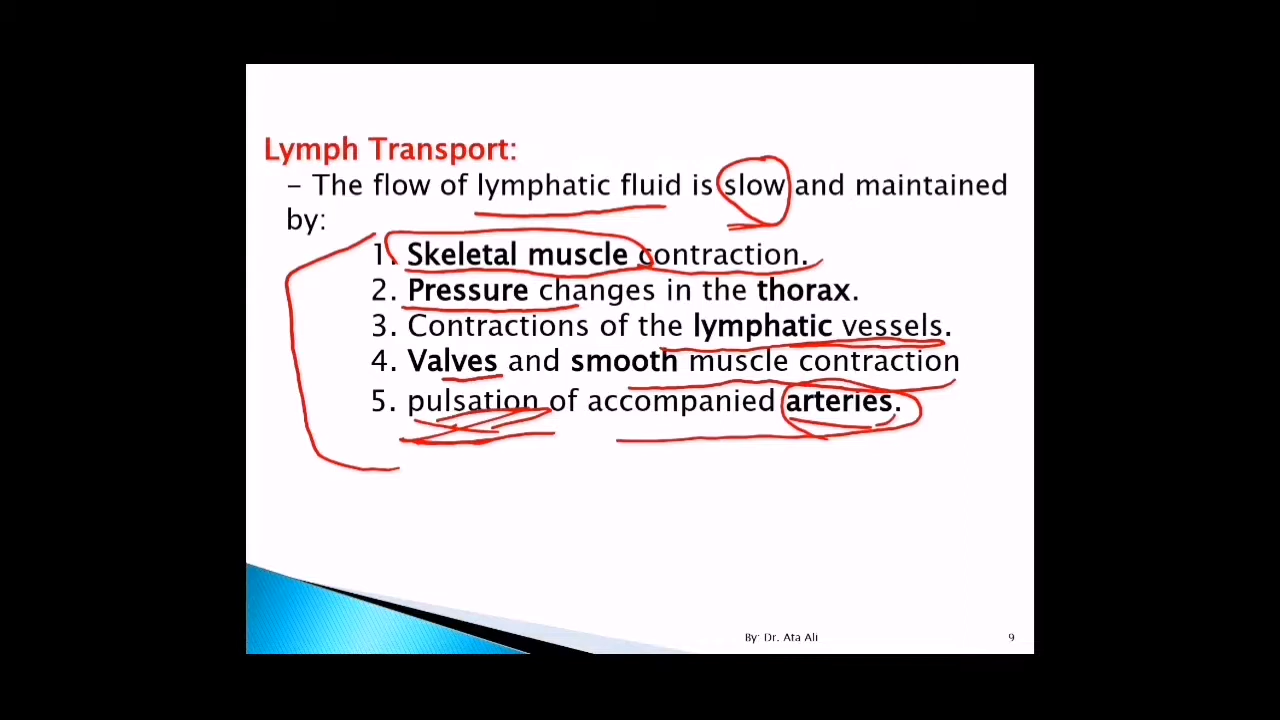 Lymph Transport:
– The flow of lymphatic fluid is slow and maintained
by:
1. Skeletal muscle contraction.
2. Pressure changes in the thorax.
3. Contractions of the lymphatic vessels.
4. Valves and smooth muscle contraction
5. pulsation of accompanied arteries.
By: Dr. Ata Ali
9